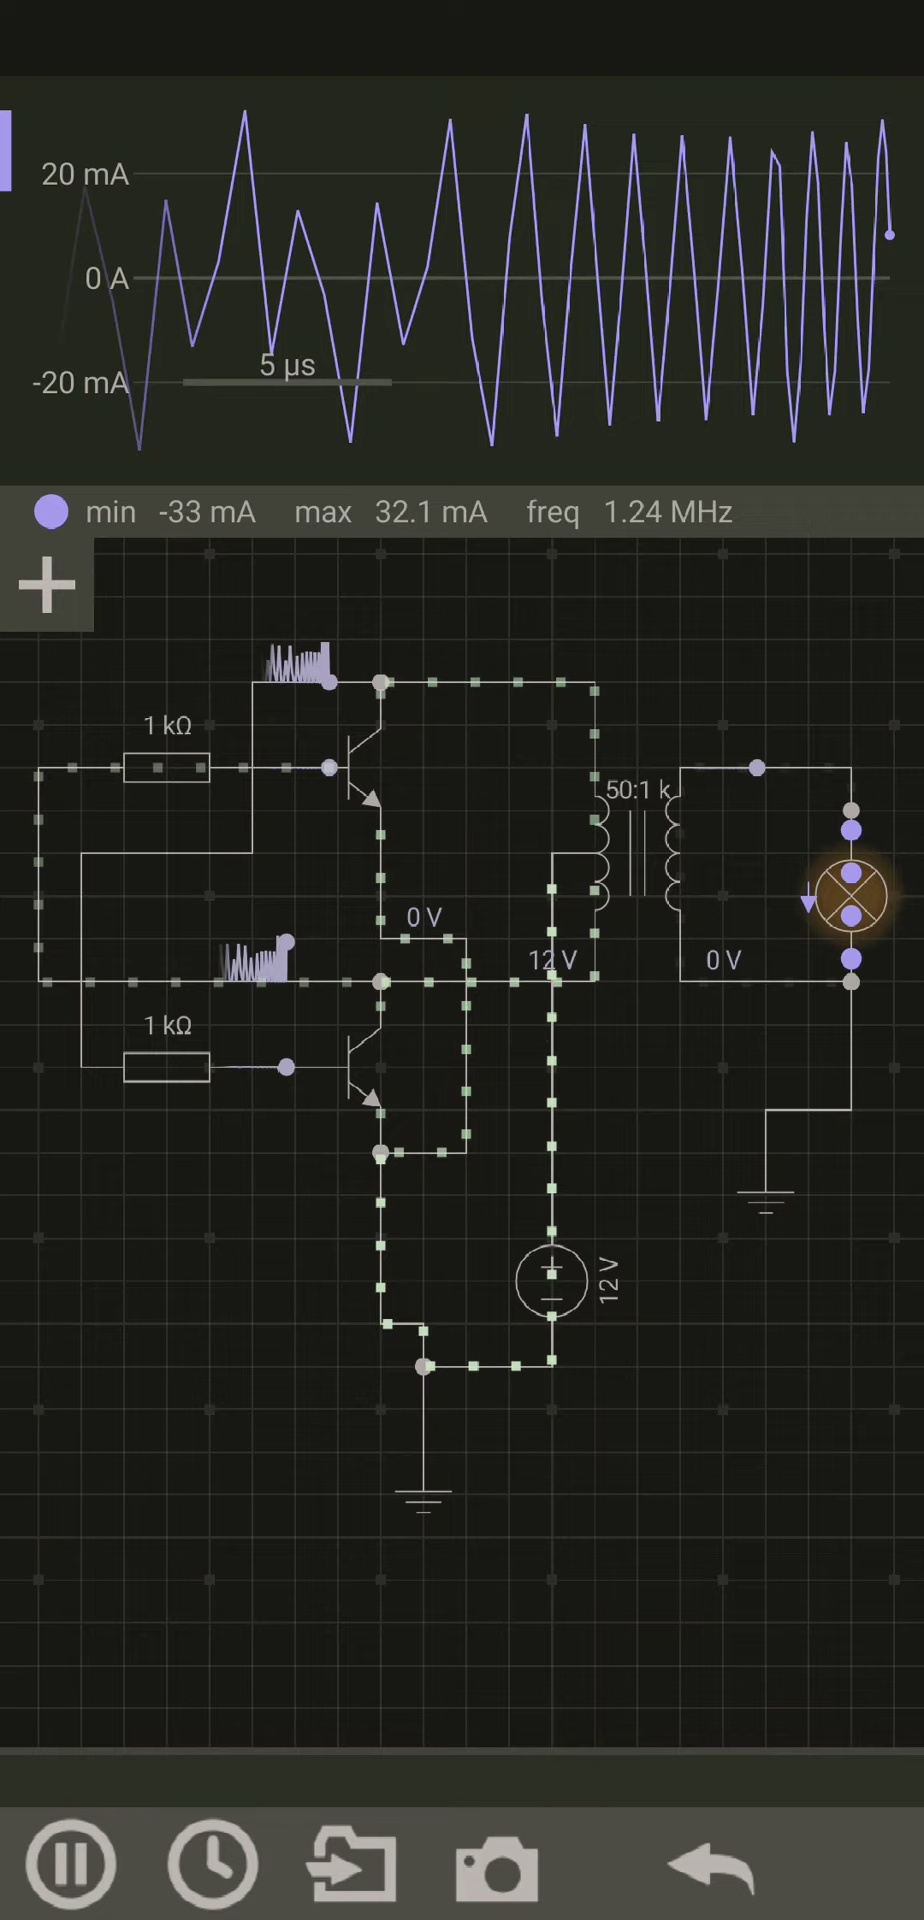 20 mA
0 A
5 µs
-20 mA
min -33 mA max 32.1 mA freq 1.24 MHz
1 kΩ
50:1 k
0 V
12 V
0 V
1 kΩ
12 V